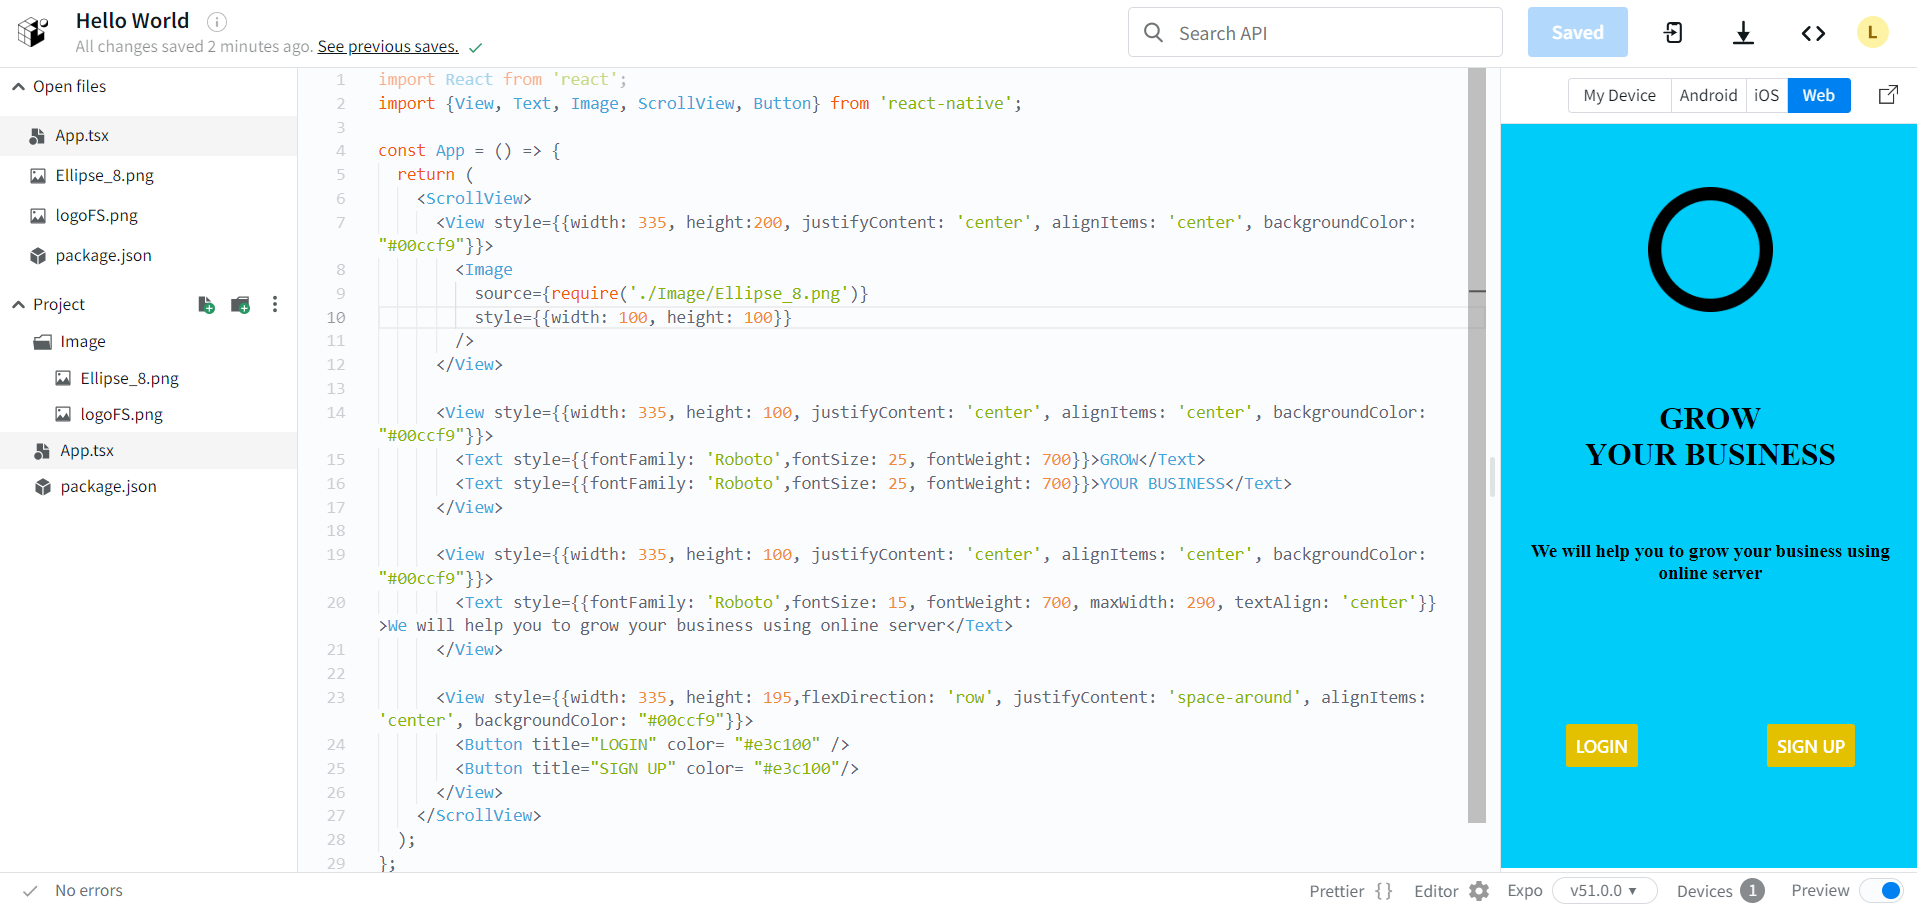 Hello World
All changes saved 2 minutes ago. See previous saves.
Search API
Saved
L
Open files
App.tsx
Ellipse_8.png
logoFS.png
package.json
Project
Image
Ellipse_8.png
logoFS.png
App.tsx
package.json
1 import React from 'react';
2 import {View, Text, Image, ScrollView, Button} from 'react-native';
3
4 const App = () => {
5 return (
6 <ScrollView>
7 <View style={{width: 335, height:200, justifyContent: 'center', alignItems: 'center', backgroundColor:
"#00ccf9"}}>
8 <Image
9 source={require('./Image/Ellipse_8.png')}
10 style={{width: 100, height: 100}}
11 />
12 </View>
13
14 <View style={{width: 335, height: 100, justifyContent: 'center', alignItems: 'center', backgroundColor:
"#00ccf9"}}>
15 <Text style={{fontFamily: 'Roboto',fontSize: 25, fontWeight: 700}}>GROW</Text>
16 <Text style={{fontFamily: 'Roboto',fontSize: 25, fontWeight: 700}}>YOUR BUSINESS</Text>
17 </View>
18
19 <View style={{width: 335, height: 100, justifyContent: 'center', alignItems: 'center', backgroundColor:
"#00ccf9"}}>
20 <Text style={{fontFamily: 'Roboto',fontSize: 15, fontWeight: 700, maxWidth: 290, textAlign: 'center'}}
>We will help you to grow your business using online server</Text>
21 </View>
22
23 <View style={{width: 335, height: 195,flexDirection: 'row', justifyContent: 'space-around', alignItems:
'center', backgroundColor: "#00ccf9"}}>
24 <Button title="LOGIN" color= "#e3c100" />
25 <Button title="SIGN UP" color= "#e3c100"/>
26 </View>
27 </ScrollView>
28 );
29 };
My Device Android iOS Web
GROW
YOUR BUSINESS
We will help you to grow your business using
online server
LOGIN SIGN UP
No errors
Prettier {} Editor Expo v51.0.0 Devices 1 Preview